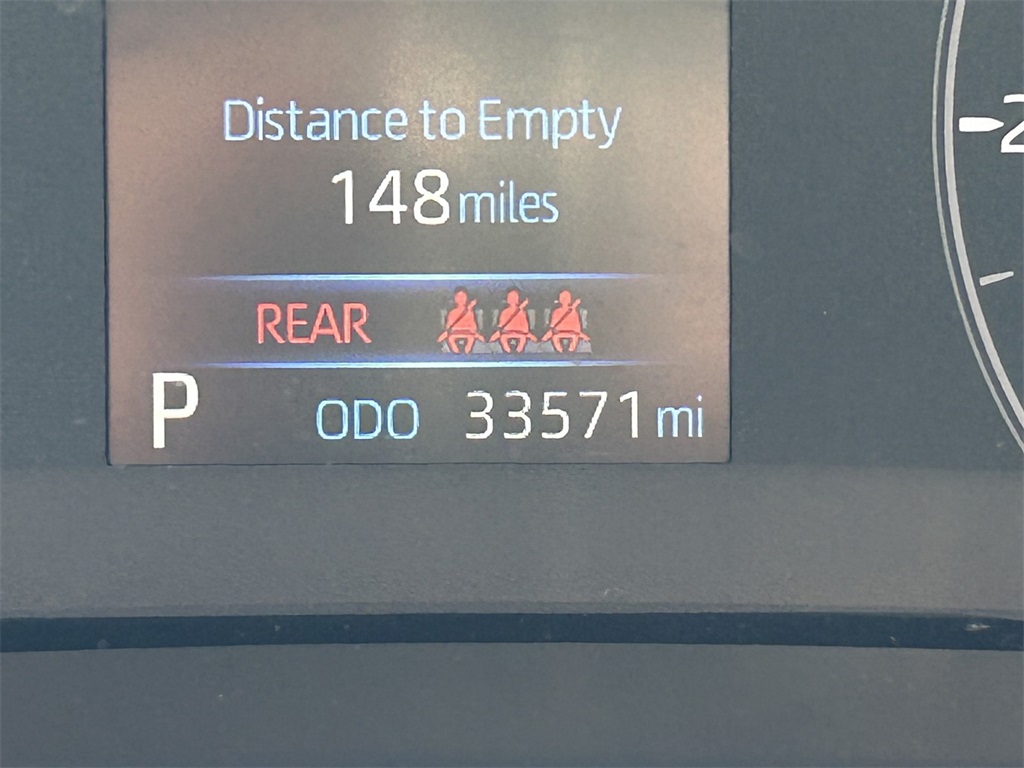 Distance to Empty
148 miles
REAR
P ODO 33571 mi